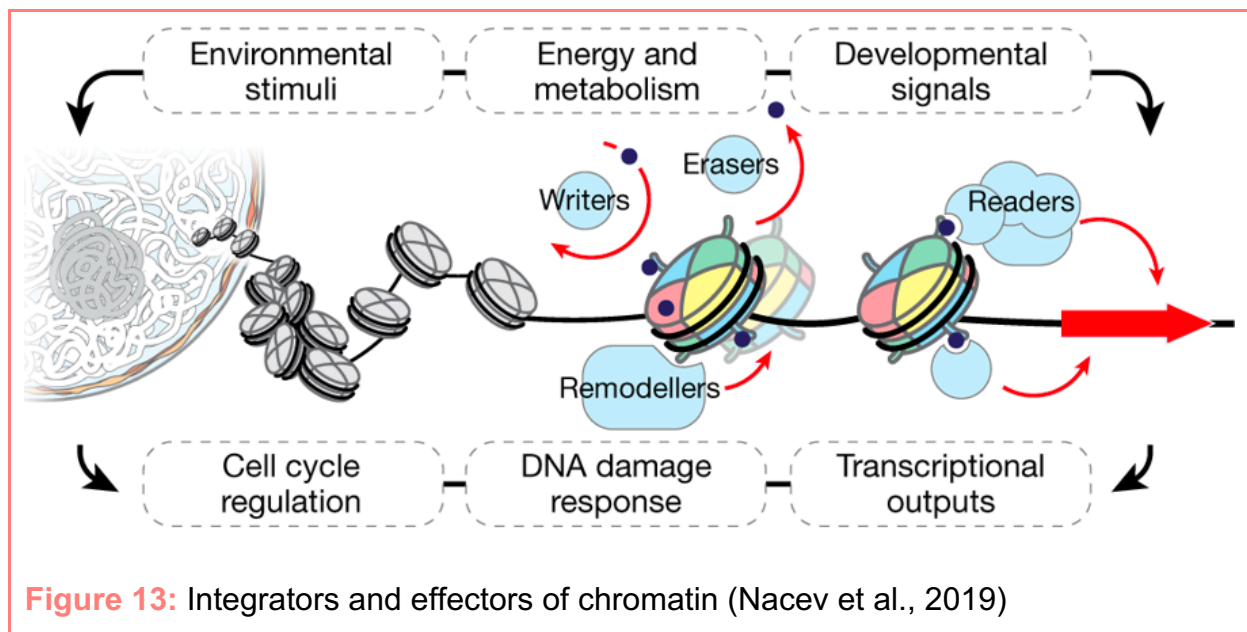 Environmental
stimuli
Energy and
metabolism
Developmental
signals
Writers
Erasers
Readers
Remodellers
Cell cycle
regulation
DNA damage
response
Transcriptional
outputs
Figure 13: Integrators and effectors of chromatin (Nacev et al., 2019)